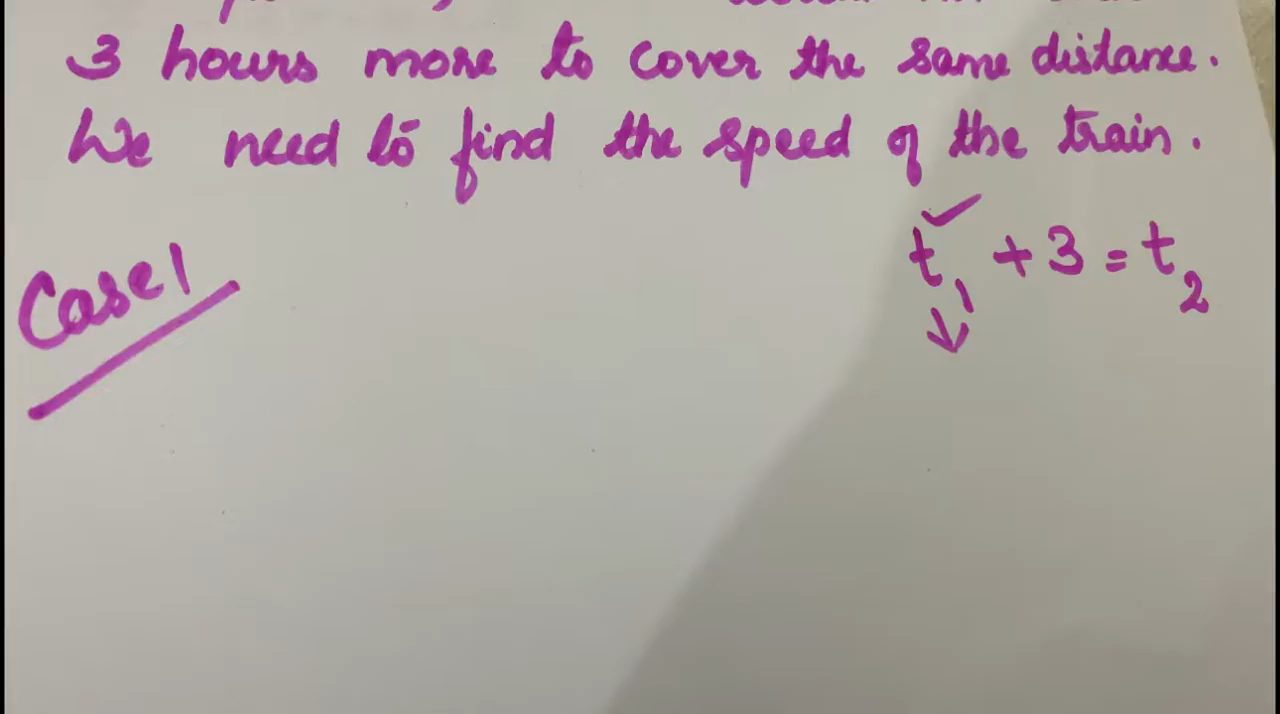 3 hours more to cover the same distance.
We need to find the speed of the train.
t₁ + 3 = t₂
Case 1